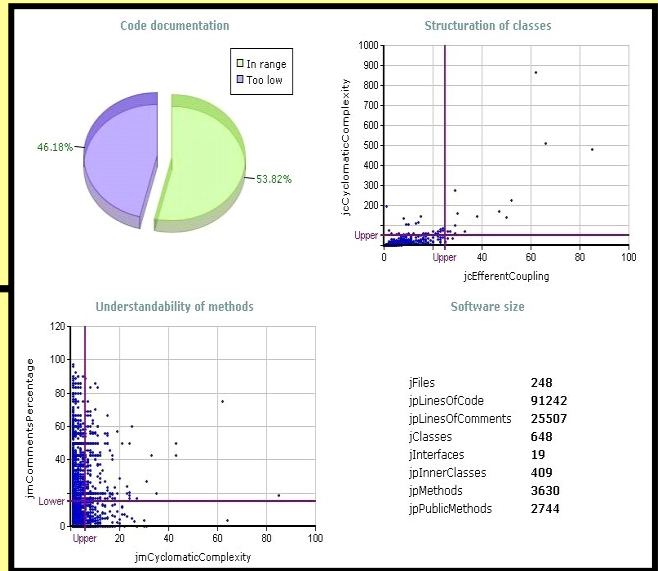 Code documentation
In range
Too low
46.18%
53.82%
Structuration of classes
jcCyclomaticComplexity
1000
900
800
700
600
500
400
300
200
Upper
0
Upper
40
60
80
100
jcEfferentCoupling
Understandability of methods
jmCommentsPercentage
120
100
80
60
40
Lower
0
0
Upper
20
40
60
80
100
jmCyclomaticComplexity
Software size
jFiles 248
jpLinesOfCode 91242
jpLinesOfComments 25507
jClasses 648
jInterfaces 19
jpInnerClasses 409
jpMethods 3630
jpPublicMethods 2744